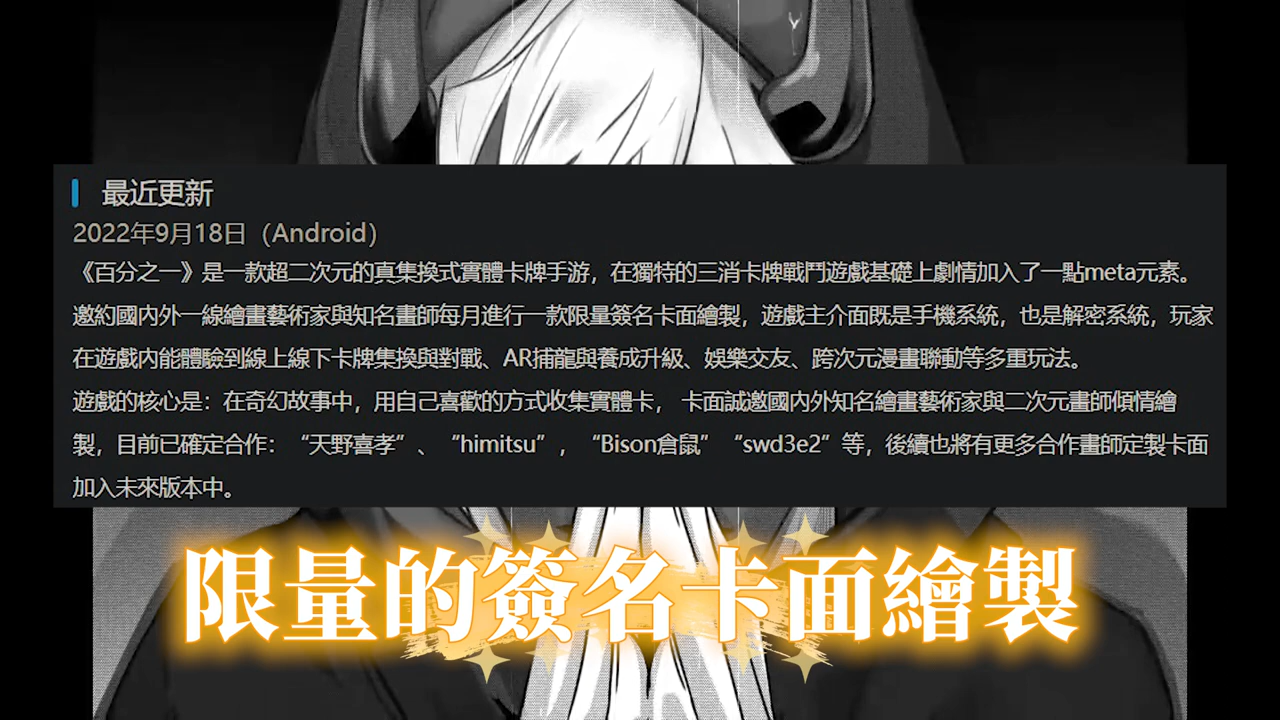 最近更新
2022年9月18日（Android）
《百分之一》是一款超二次元的真集換式實體卡牌手游，在獨特的三消卡牌戰鬥遊戲基礎上劇情加入了一點meta元素。
邀約國內外一線繪畫藝術家與知名畫師每月進行一款限量簽名卡面繪製，遊戲主介面既是手機系統，也是解密系統，玩家
在遊戲內能體驗到線上線下卡牌集換與對戰、AR捕龍與養成升級、娛樂交友、跨次元漫畫聯動等多重玩法。
遊戲的核心是：在奇幻故事中，用自己喜歡的方式收集實體卡， 卡面誠邀國內外知名繪畫藝術家與二次元畫師傾情繪
製，目前已確定合作：“天野喜孝”、“himitsu”，“Bison倉鼠”“swd3e2”等，後續也將有更多合作畫師定製卡面
加入未來版本中。
限量的簽名卡面繪製